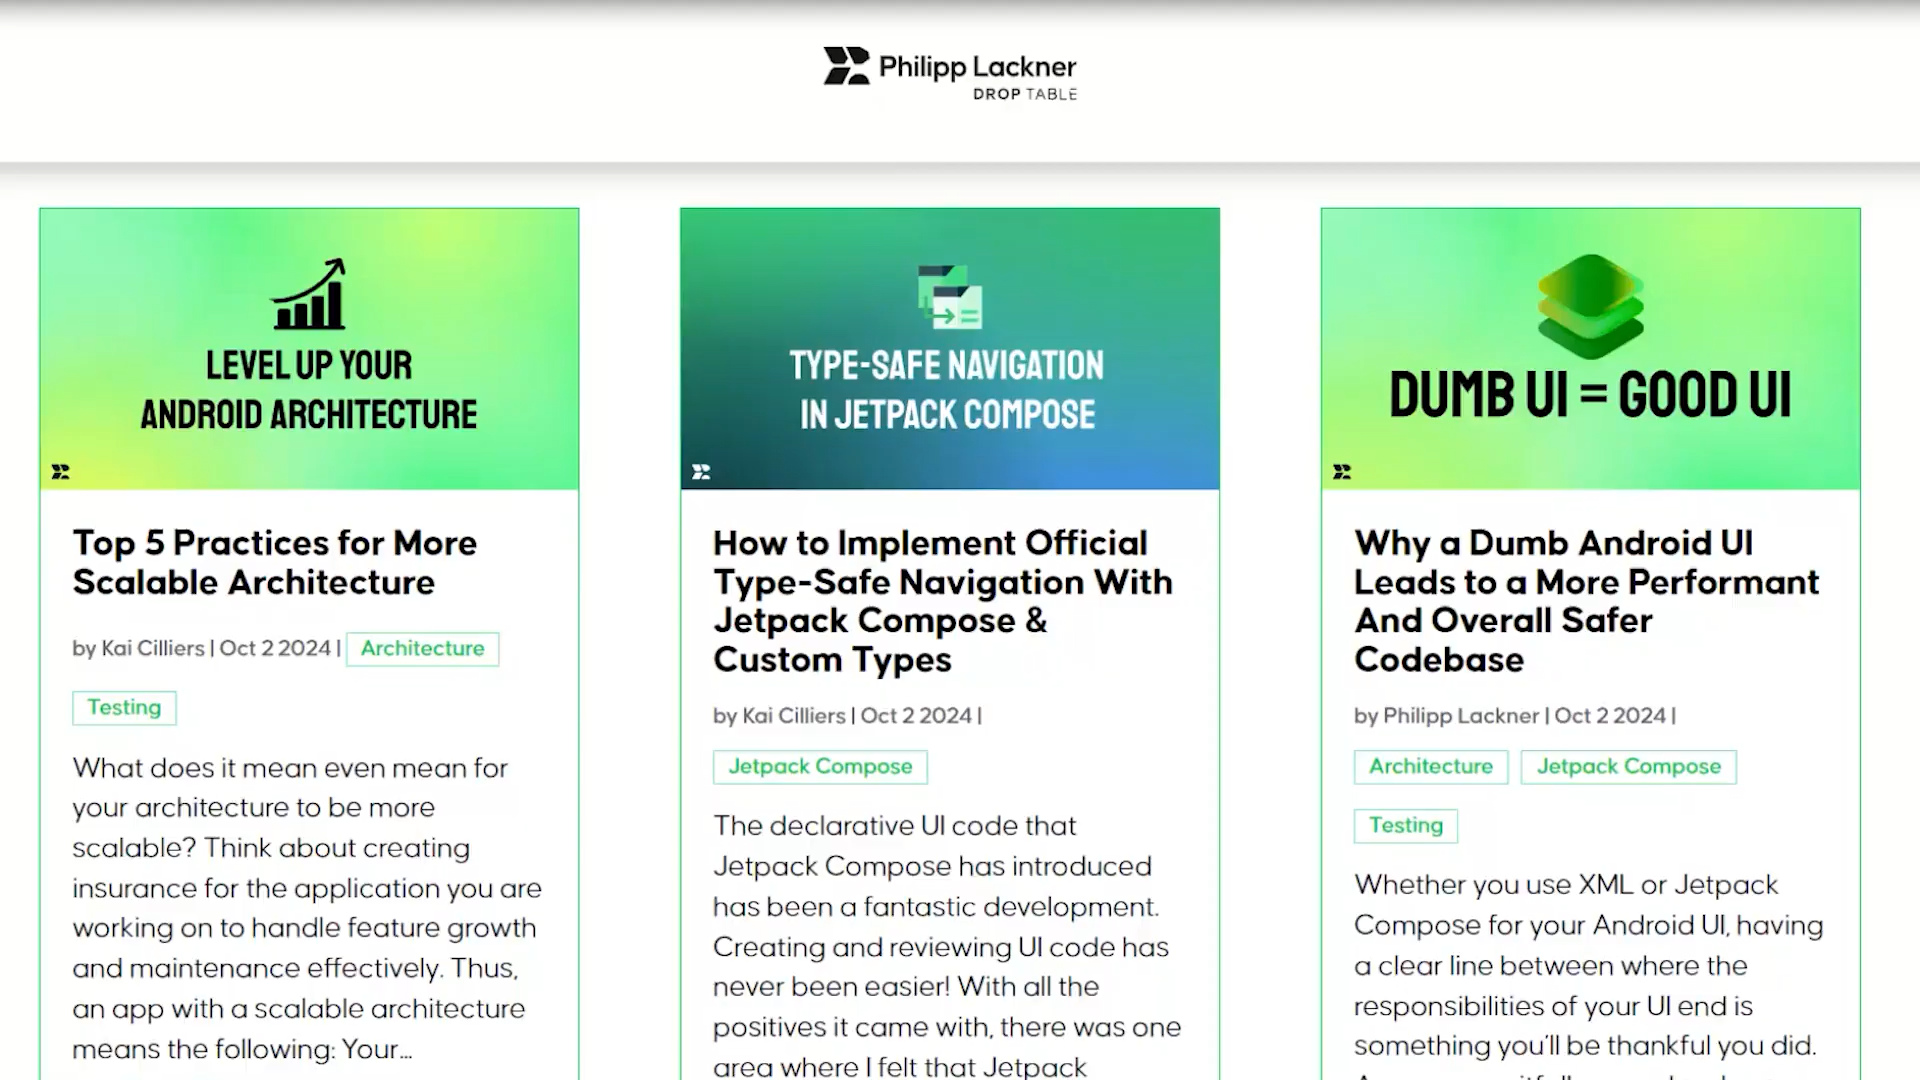 Philipp Lackner
DROP TABLE
LEVEL UP YOUR
ANDROID ARCHITECTURE
Top 5 Practices for More
Scalable Architecture
by Kai Cilliers | Oct 2 2024 | Architecture
Testing
What does it mean even mean for
your architecture to be more
scalable? Think about creating
insurance for the application you are
working on to handle feature growth
and maintenance effectively. Thus,
an app with a scalable architecture
means the following: Your...
TYPE-SAFE NAVIGATION
IN JETPACK COMPOSE
How to Implement Official
Type-Safe Navigation With
Jetpack Compose &
Custom Types
by Kai Cilliers | Oct 2 2024 |
Jetpack Compose
The declarative UI code that
Jetpack Compose has introduced
has been a fantastic development.
Creating and reviewing UI code has
never been easier! With all the
positives it came with, there was one
area where I felt that Jetpack
DUMB UI = GOOD UI
Why a Dumb Android UI
Leads to a More Performant
And Overall Safer
Codebase
by Philipp Lackner | Oct 2 2024 |
Architecture Jetpack Compose
Testing
Whether you use XML or Jetpack
Compose for your Android UI, having
a clear line between where the
responsibilities of your UI end is
something you'll be thankful you did.